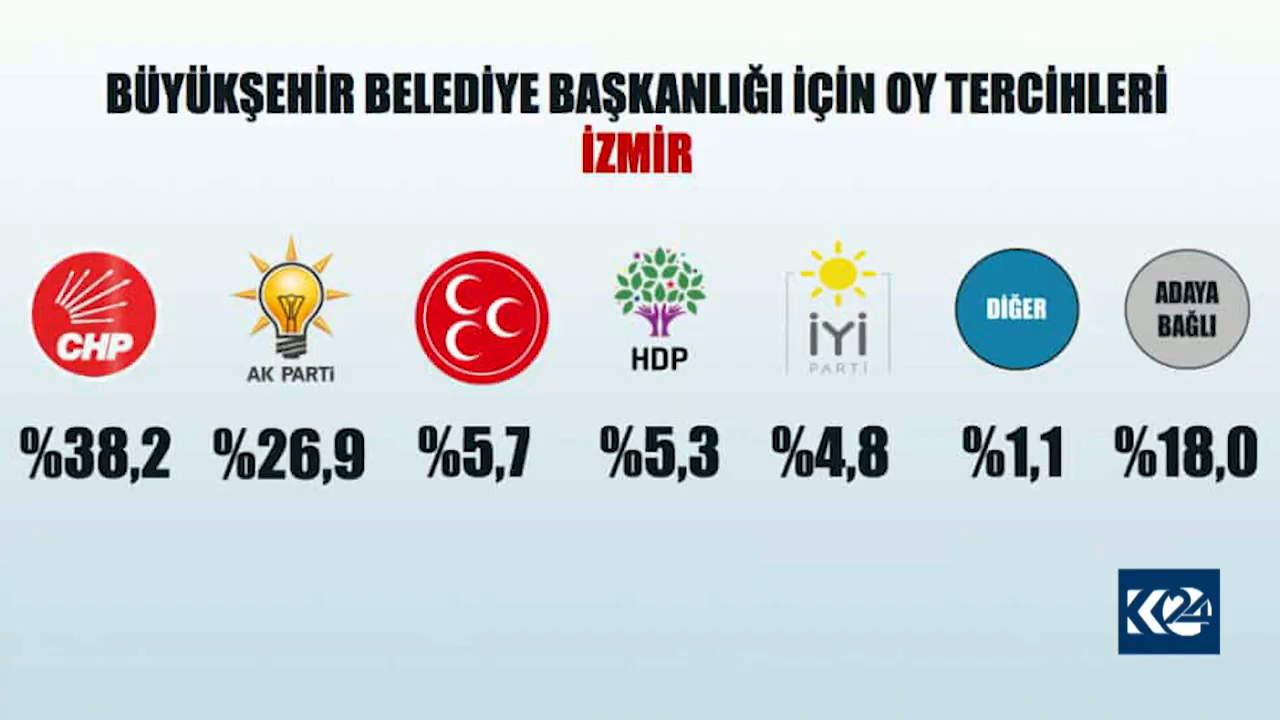 BÜYÜKŞEHİR BELEDİYE BAŞKANLIĞI İÇİN OY TERCİHLERİ
İZMİR
CHP
AK PARTİ
HDP
İYİ
PARTİ
DİĞER
ADAYA
BAĞLI
%38,2 %26,9 %5,7 %5,3 %4,8 %1,1 %18,0
K24